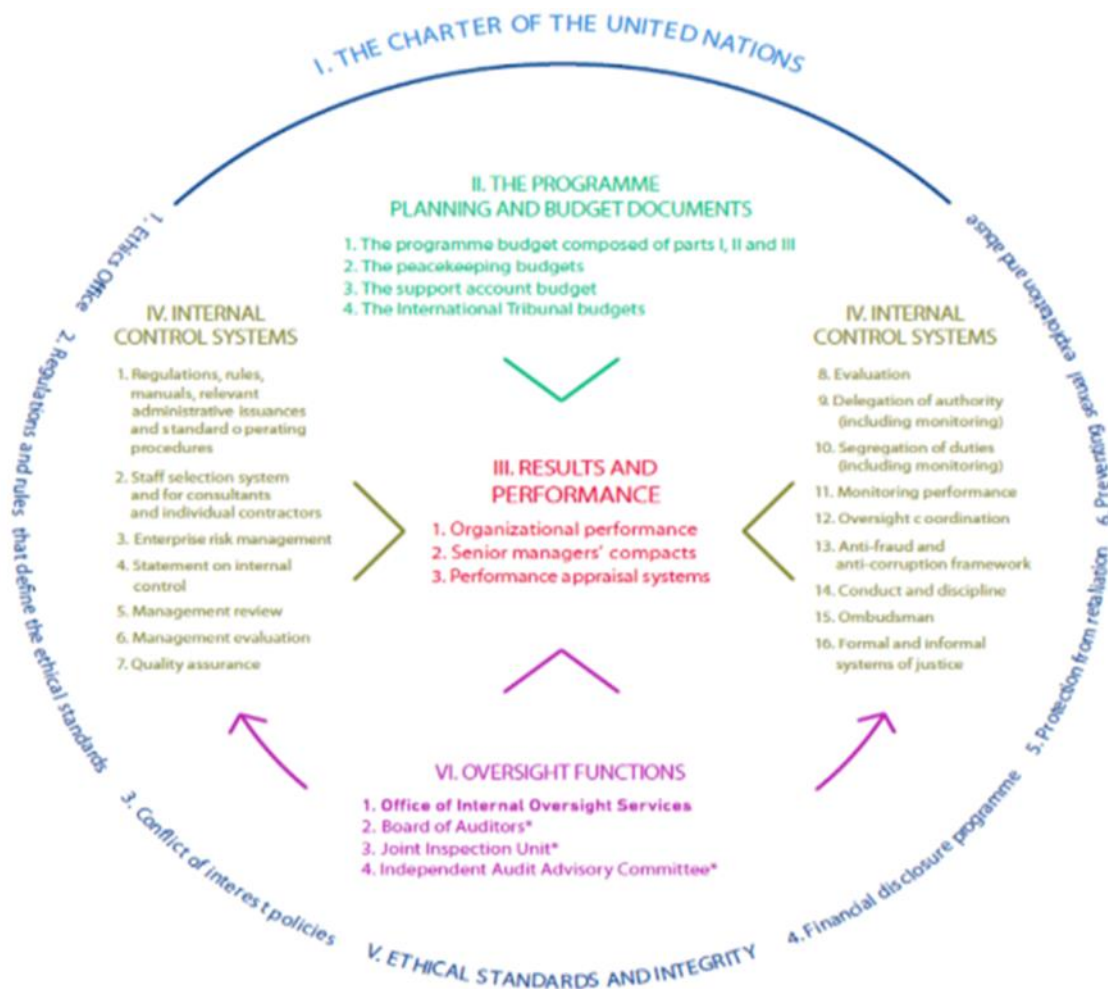 I. THE CHARTER OF THE UNITED NATIONS
II. THE PROGRAMME
PLANNING AND BUDGET DOCUMENTS
1. The programme budget composed of parts I, II and III
2. The peacekeeping budgets
3. The support account budget
4. The International Tribunal budgets
IV. INTERNAL
CONTROL SYSTEMS
1. Regulations, rules,
manuals, relevant
administrative issuances
and standard operating
procedures
2. Staff selection system
and for consultants
and individual contractors
3. Enterprise risk management
4. Statement on internal
control
5. Management review
6. Management evaluation
7. Quality assurance
III. RESULTS AND
PERFORMANCE
1. Organizational performance
2. Senior managers' compacts
3. Performance appraisal systems
IV. INTERNAL
CONTROL SYSTEMS
8. Evaluation
9. Delegation of authority
(including monitoring)
10. Segregation of duties
(including monitoring)
11. Monitoring performance
12. Oversight coordination
13. Anti-fraud and
anti-corruption framework
14. Conduct and discipline
15. Ombudsman
16. Formal and informal
systems of justice
VI. OVERSIGHT FUNCTIONS
1. Office of Internal Oversight Services
2. Board of Auditors*
3. Joint Inspection Unit*
4. Independent Audit Advisory Committee*
V. ETHICAL STANDARDS AND INTEGRITY
1. Ethics Office
2. Regulations and rules that define the ethical standards
3. Conflict of interest policies
4. Financial disclosure programme
5. Protection from retaliation
6. Preventing sexual exploitation and abuse